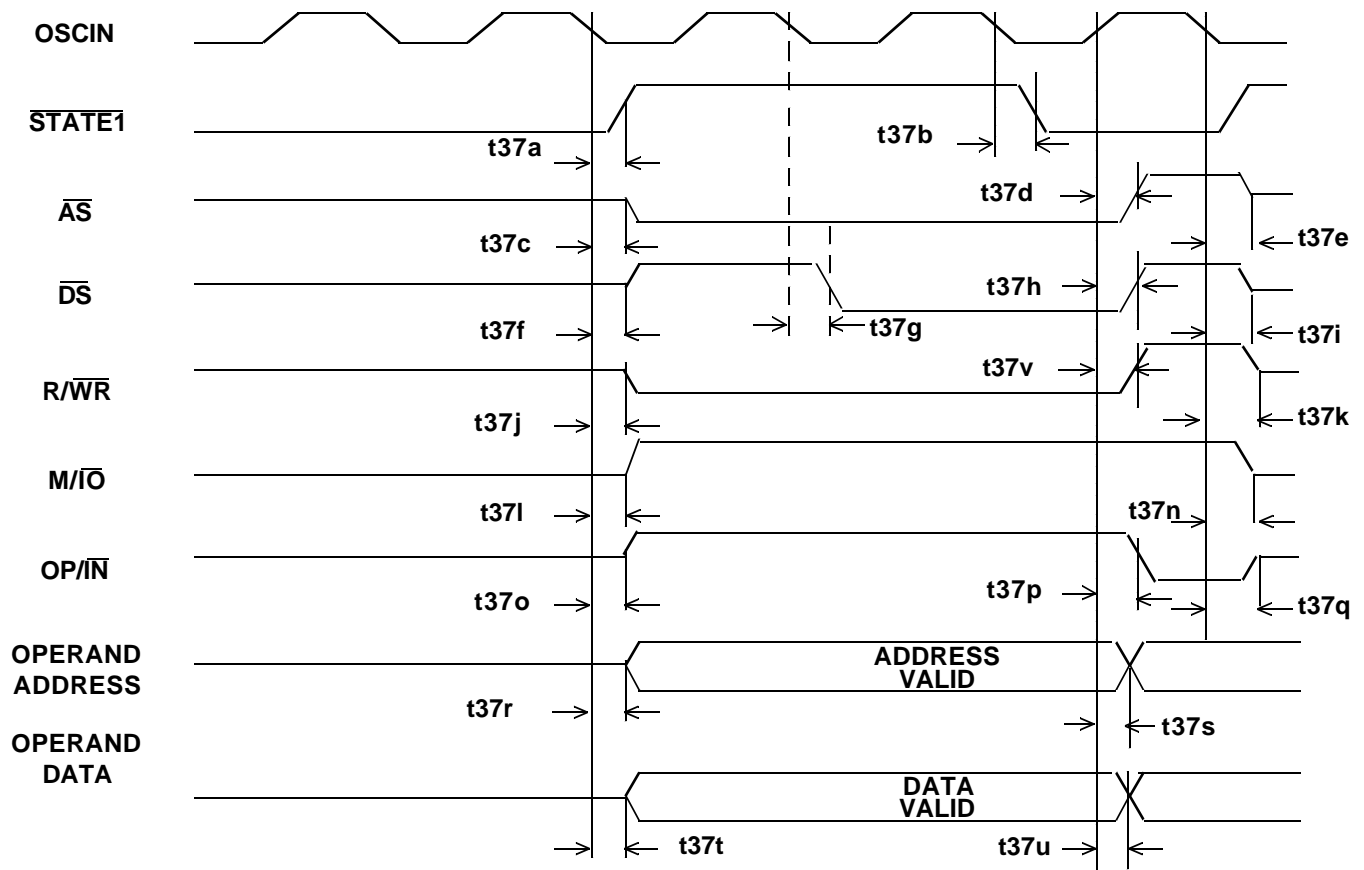 OSCIN
STATE1
t37a
t37b
AS
t37d
t37c
t37e
DS
t37h
t37f
t37g
t37i
R/WR
t37v
t37j
t37k
M/IO
t37l
t37n
OP/IN
t37o
t37p
t37q
OPERAND
ADDRESS
ADDRESS
VALID
t37r
t37s
OPERAND
DATA
DATA
VALID
t37t
t37u